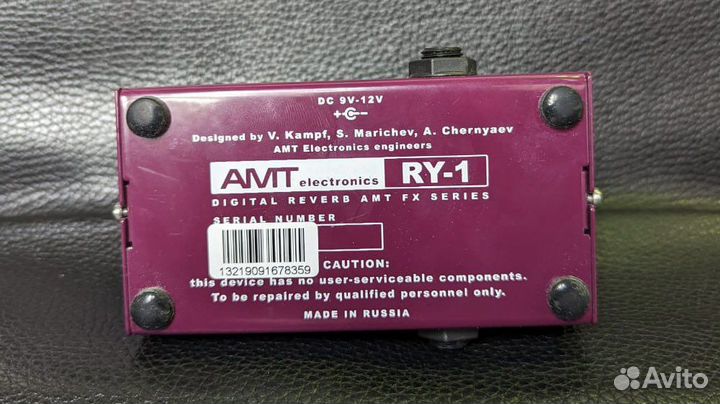 DC 9V-12V
+ -
Designed by V. Kampf, S. Marichev, A. Chernyaev
AMT Electronics engineers
AMT electronics RY-1
DIGITAL REVERB AMT FX SERIES
SERIAL NUMBER
13219091678359
CAUTION:
this device has no user-serviceable components.
To be repaired by qualified personnel only.
MADE IN RUSSIA
Avito